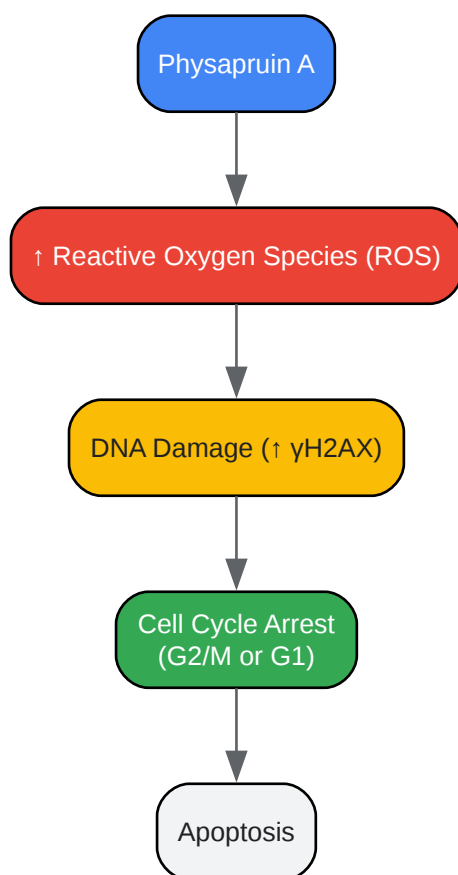 Physapruin A
↑ Reactive Oxygen Species (ROS)
DNA Damage (↑ γH2AX)
Cell Cycle Arrest
(G2/M or G1)
Apoptosis